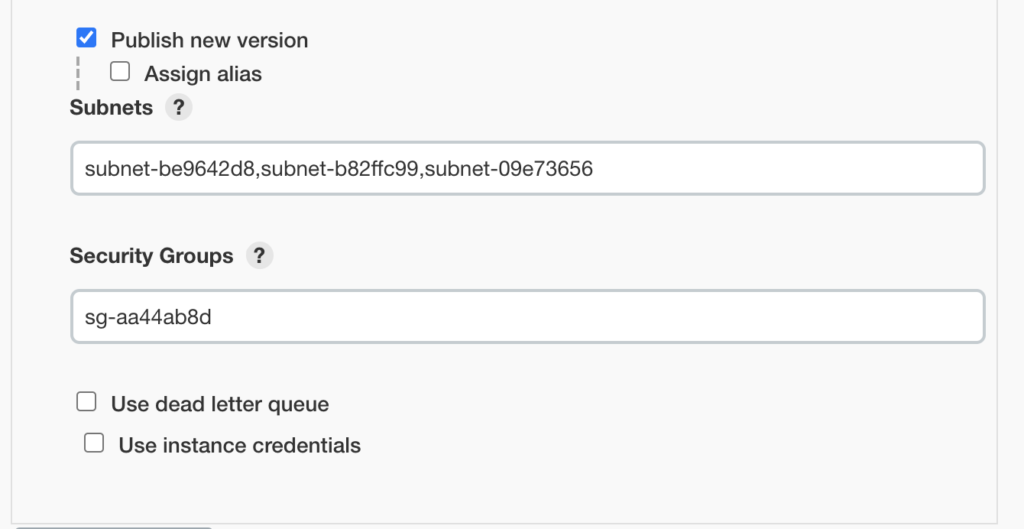 Publish new version
Assign alias
Subnets ?
subnet-be9642d8,subnet-b82ffc99,subnet-09e73656
Security Groups ?
sg-aa44ab8d
Use dead letter queue
Use instance credentials